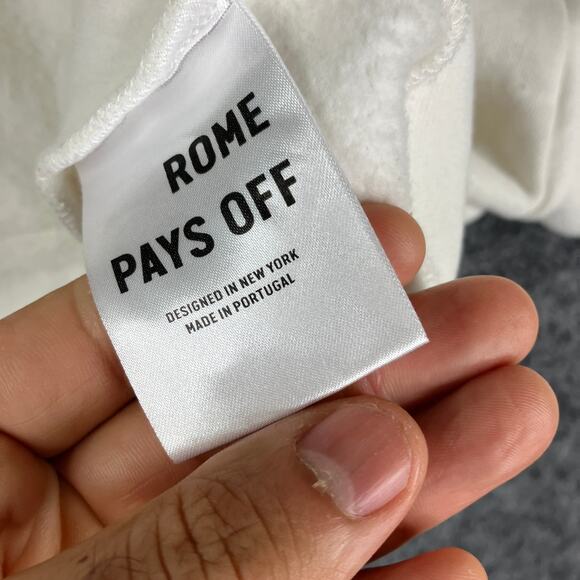 ROME
PAYS OFF
DESIGNED IN NEW YORK
MADE IN PORTUGAL